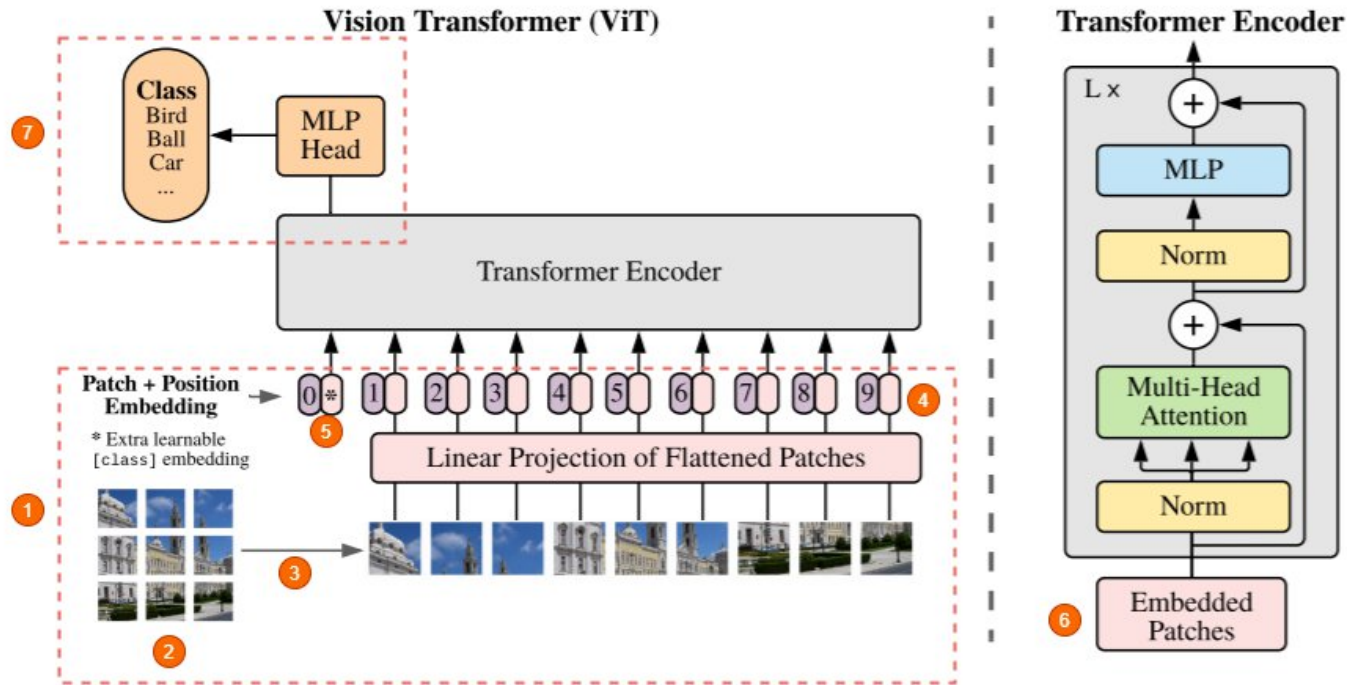 Vision Transformer (ViT)
Class
Bird
Ball
Car
...
MLP
Head
7
Transformer Encoder
Patch + Position
Embedding
0 * 1 2 3 4 5 6 7 8 9
4
5
* Extra learnable
[class] embedding
Linear Projection of Flattened Patches
1
3
2
Transformer Encoder
L ×
+
MLP
Norm
+
Multi-Head
Attention
Norm
6
Embedded
Patches